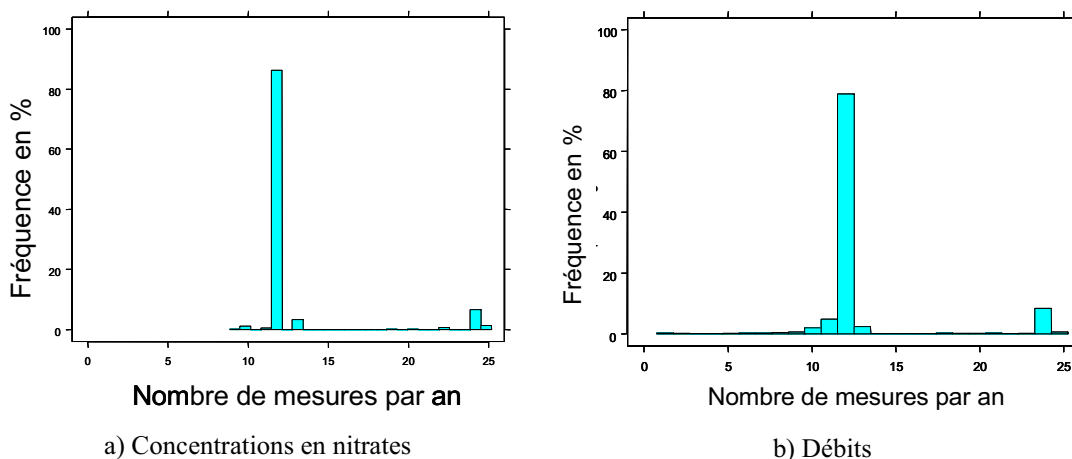 Fréquence en %
100
80
60
40
20
0
0 5 10 15 20 25
Nombre de mesures par an
a) Concentrations en nitrates
Fréquence en %
100
80
60
40
20
0
0 5 10 15 20 25
Nombre de mesures par an
b) Débits